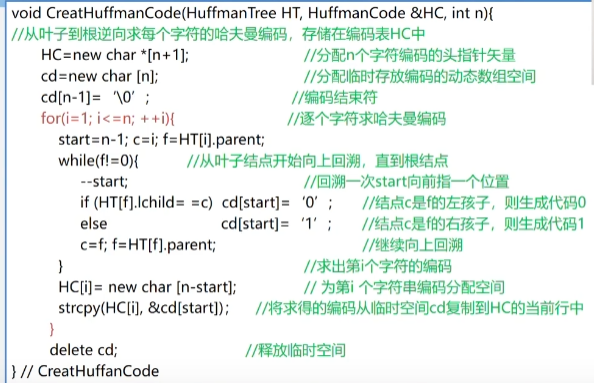 void CreatHuffmanCode(HuffmanTree HT, HuffmanCode &HC, int n){
//从叶子到根逆向求每个字符的哈夫曼编码，存储在编码表HC中
HC=new char *[n+1]; //分配n个字符编码的头指针矢量
cd=new char [n]; //分配临时存放编码的动态数组空间
cd[n-1]= '\0' ; //编码结束符
for(i=1; i<=n; ++i){ //逐个字符求哈夫曼编码
start=n-1; c=i; f=HT[i].parent;
while(f!=0){ //从叶子结点开始向上回溯，直到根结点
--start; //回溯一次start向前指一个位置
if (HT[f].lchild= =c) cd[start]= '0' ; //结点c是f的左孩子，则生成代码0
else cd[start]= '1' ; //结点c是f的右孩子，则生成代码1
c=f; f=HT[f].parent; //继续向上回溯
} //求出第i个字符的编码
HC[i]= new char [n-start]; // 为第i 个字符串编码分配空间
strcpy(HC[i], &cd[start]); //将求得的编码从临时空间cd复制到HC的当前行中
}
delete cd; //释放临时空间
} // CreatHuffanCode